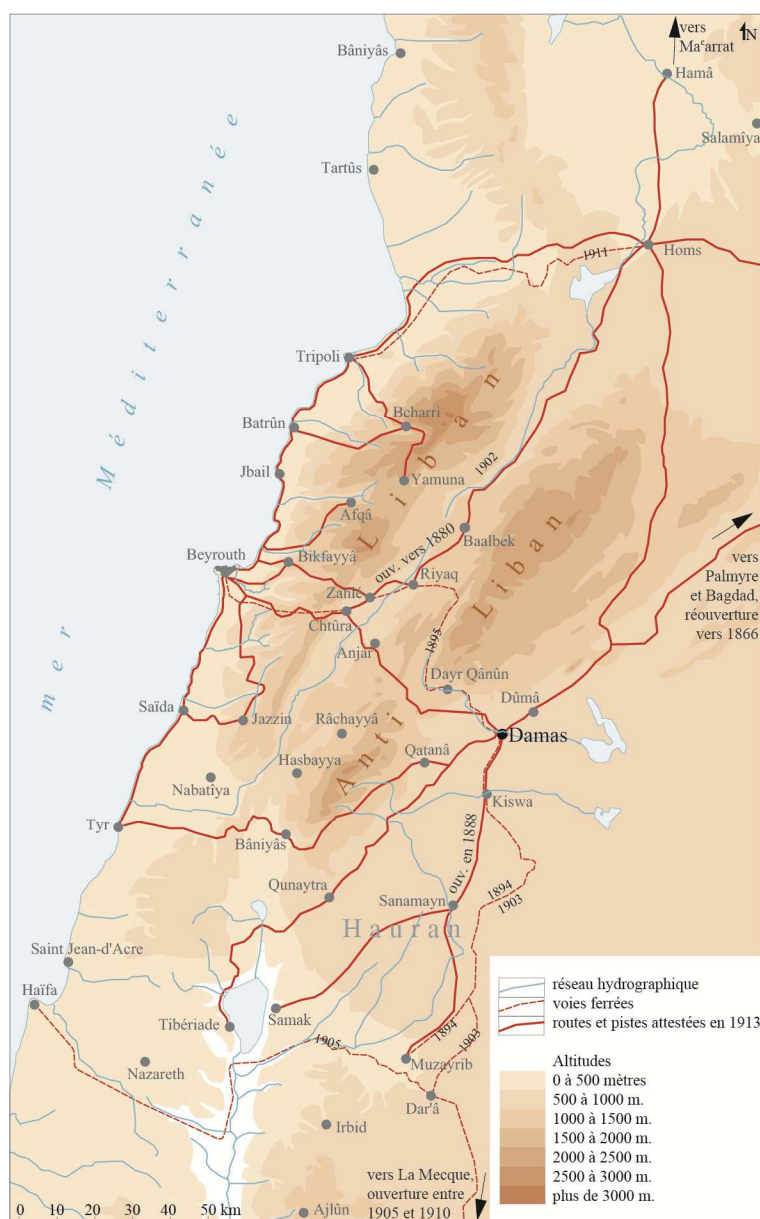 vers
Ma'arrat
N
Bâniyâs
Hamâ
Salamîya
Tartûs
mer Méditerranée
1911
Homs
Tripoli
Liban
Batrûn
Bcharri
Jbail
1902
Yamuna
Afqâ
Anti Liban
Baalbek
ouv. vers 1880
Beyrouth
Bikfayyâ
Riyaq
Zahlé
vers
Palmyre
et Bagdad,
réouverture
vers 1866
Chtûra
Anjar
1895
Dayr Qânûn
Dûmâ
Saïda
Jazzin
Râchayyâ
Damas
Qatanâ
Hasbayya
Nabatîya
Kiswa
Tyr
Bâniyâs
ouv. en 1888
Qunaytra
1894
1903
Sanamayn
Hauran
Saint Jean-d'Acre
Haïfa
Samak
Tibériade
1905
1894
1903
Muzayrib
Nazareth
Dar'â
Irbid
vers La Mecque,
ouverture entre
1905 et 1910
Ajlûn
0 10 20 30 40 50 km
réseau hydrographique
voies ferrées
routes et pistes attestées en 1913
Altitudes
0 à 500 mètres
500 à 1000 m.
1000 à 1500 m.
1500 à 2000 m.
2000 à 2500 m.
2500 à 3000 m.
plus de 3000 m.